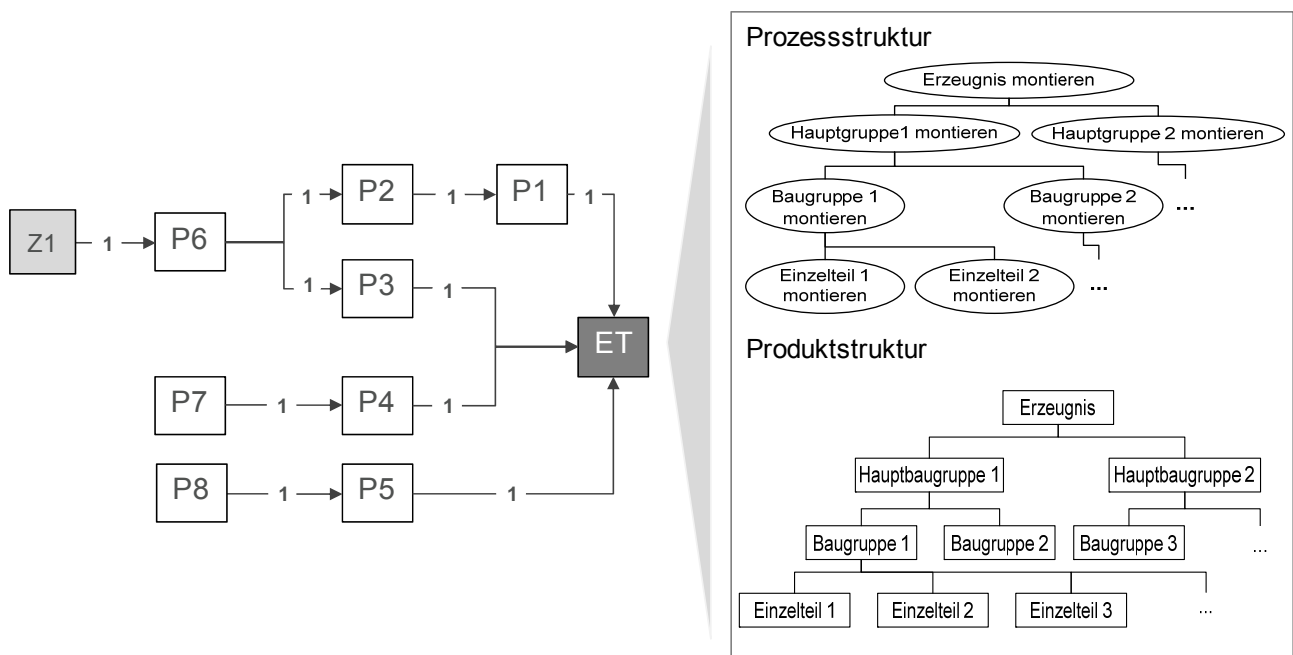 Z1
1
P6
1
P2
1
P1
1
1
P3
1
ET
P7
1
P4
1
P8
1
P5
1
Prozessstruktur
Erzeugnis montieren
Hauptgruppe1 montieren
Hauptgruppe 2 montieren
Baugruppe 1
montieren
Baugruppe 2
montieren
...
Einzelteil 1
montieren
Einzelteil 2
montieren
...
Produktstruktur
Erzeugnis
Hauptbaugruppe 1
Hauptbaugruppe 2
Baugruppe 1
Baugruppe 2
Baugruppe 3
...
Einzelteil 1
Einzelteil 2
Einzelteil 3
...